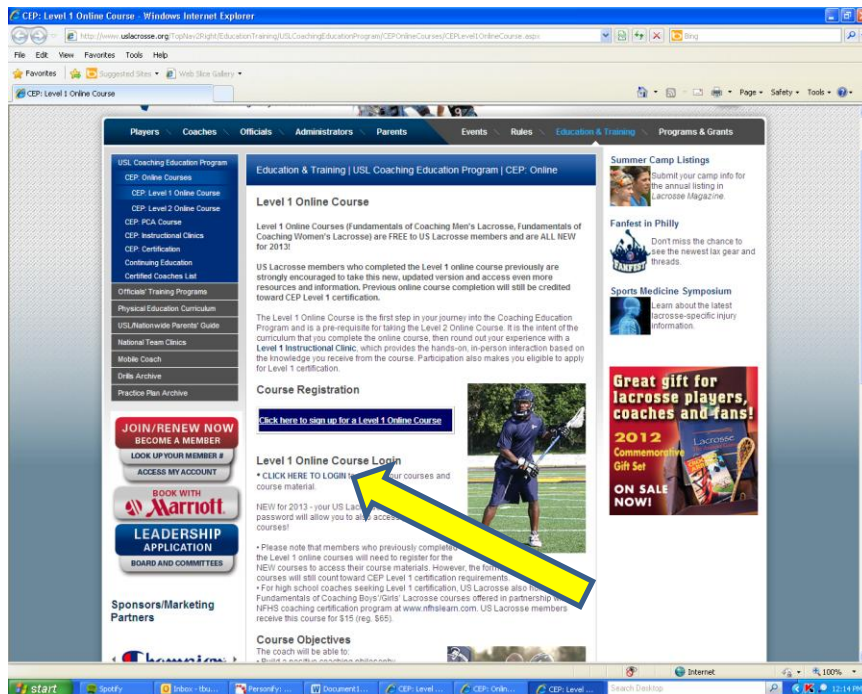 CEP: Level 1 Online Course - Windows Internet Explorer
http://www.uslacrosse.org/TopNav2Right/EducationTraining/USLCoachingEducationProgram/CEPOnlineCourses/CEPLevel1OnlineCourse.aspx
Bing
File Edit View Favorites Tools Help
Favorites Suggested Sites Web Slice Gallery
CEP: Level 1 Online Course
Page Safety Tools
Players Coaches Officials Administrators Parents Events Rules Education & Training Programs & Grants
USL Coaching Education Program
CEP: Online Courses
CEP: Level 1 Online Course
CEP: Level 2 Online Course
CEP: PCA Course
CEP: Instructional Clinics
CEP: Certification
Continuing Education
Certified Coaches List
Officials' Training Programs
Physical Education Curriculum
USL/Nationwide Parents' Guide
National Team Clinics
Mobile Coach
Drills Archive
Practice Plan Archive
JOIN/RENEW NOW
BECOME A MEMBER
LOOK UP YOUR MEMBER #
ACCESS MY ACCOUNT
BOOK WITH
Marriott
LEADERSHIP
APPLICATION
BOARD AND COMMITTEES
Sponsors/Marketing
Partners
Champion
Education & Training | USL Coaching Education Program | CEP: Online
Level 1 Online Course
Level 1 Online Courses (Fundamentals of Coaching Men's Lacrosse, Fundamentals of
Coaching Women's Lacrosse) are FREE to US Lacrosse members and are ALL NEW
for 2013!
US Lacrosse members who completed the Level 1 online course previously are
strongly encouraged to take this new, updated version and access even more
resources and information. Previous online course completion will still be credited
toward CEP Level 1 certification.
The Level 1 Online Course is the first step in your journey into the Coaching Education
Program and is a pre-requisite for taking the Level 2 Online Course. It is the intent of the
curriculum that you complete the online course, then round out your experience with a
Level 1 Instructional Clinic, which provides the hands-on, in-person interaction based on
the knowledge you receive from the course. Participation also makes you eligible to apply
for Level 1 certification.
Course Registration
Click here to sign up for a Level 1 Online Course
Level 1 Online Course Login
• CLICK HERE TO LOGIN your courses and
course material.
NEW for 2013 - your US Lac
password will allow you to also access
courses!
• Please note that members who previously completed
the Level 1 online courses will need to register for the
NEW courses to access their course materials. However, the form
courses will still count toward CEP Level 1 certification requirements.
• For high school coaches seeking Level 1 certification, US Lacrosse also
Fundamentals of Coaching Boys'/Girls' Lacrosse courses offered in partnership
NFHS coaching certification program at www.nfhslearn.com. US Lacrosse members
receive this course for $15 (reg. $65).
Course Objectives
The coach will be able to:
Summer Camp Listings
Submit your camp info for
the annual listing in
Lacrosse Magazine.
Fanfest in Philly
Don't miss the chance to
see the newest lax gear and
threads.
FANFEST
Sports Medicine Symposium
Learn about the latest
lacrosse-specific injury
information.
Great gift for
lacrosse players,
coaches and fans!
2012
Commemorative
Gift Set
Lacrosse
ON SALE
NOW!
Internet 100%
start Spotify Inbox - tbu... Personify: ... Document1... CEP: Level ... CEP: Onlin... CEP: Level ... Search Desktop 12:14 PM